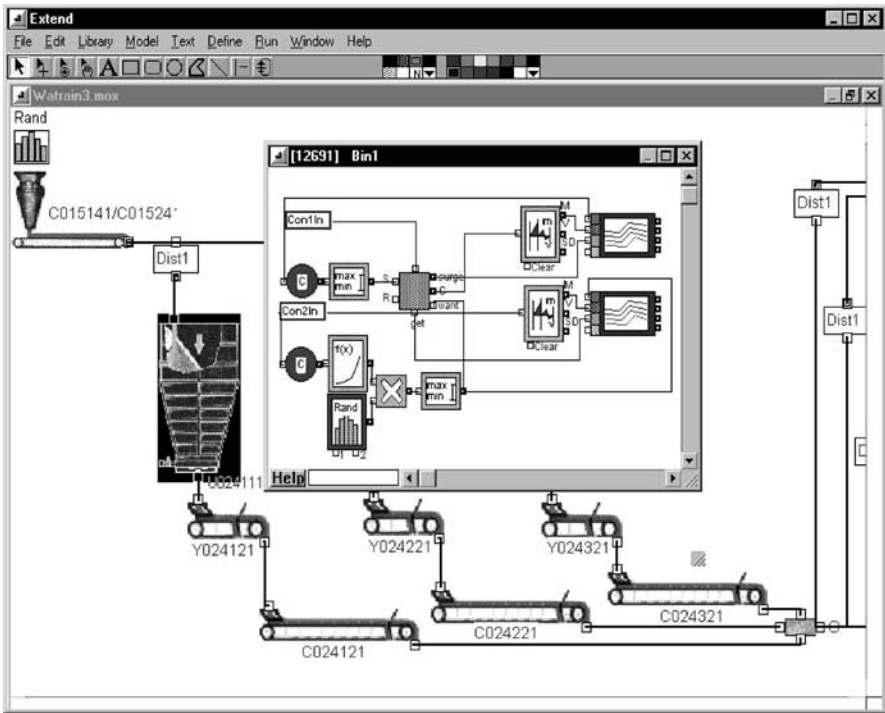 Extend
File Edit Library Model Text Define Run Window Help
A
N
Watrain3.mox
Rand
C015141/C01524
Dist1
[12691] Bin1
Con1In
C
max
min
S
R
surge
C
want
get
m
M
V
SD
Clear
Con2In
C
f(x)
Rand
1 2
max
min
m
M
V
SD
Clear
Help
Dist1
Dist1
U024111
Y024121
Y024221
Y024321
C024121
C024221
C024321